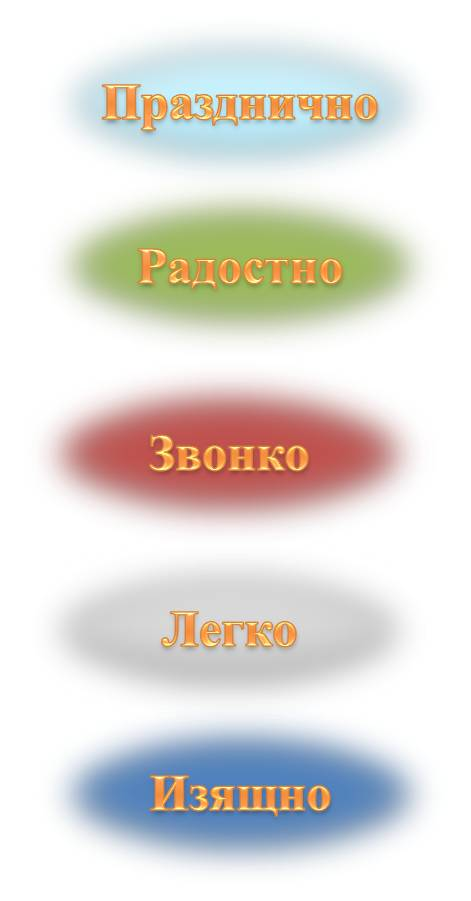 Празднично
Радостно
Звонко
Легко
Изящно